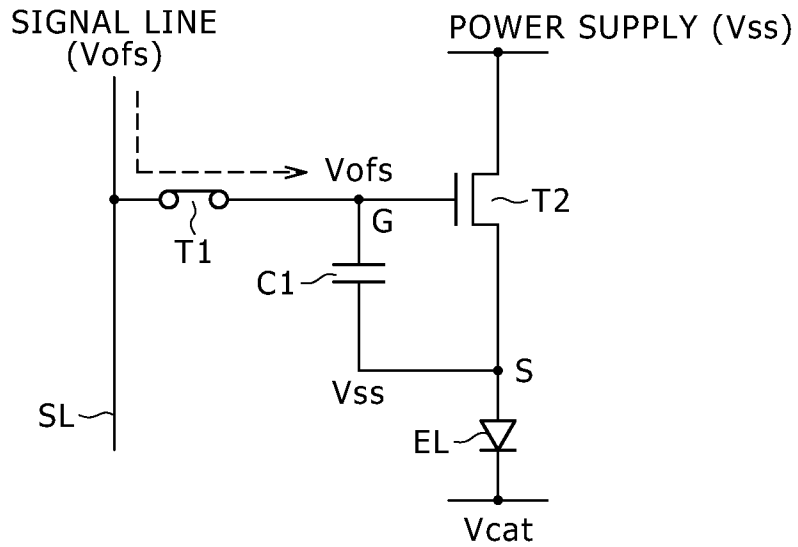 SIGNAL LINE
(Vofs)
POWER SUPPLY (Vss)
Vofs
T2
G
T1
C1
S
Vss
SL
EL
Vcat